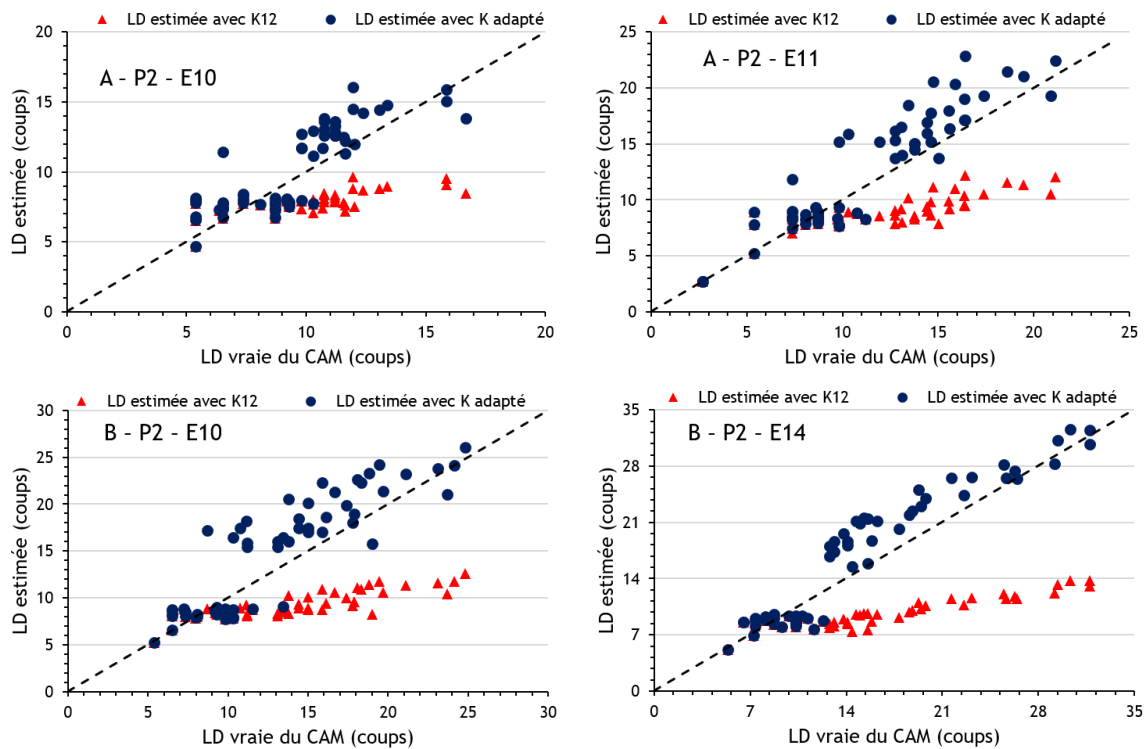 LD estimée avec K12 LD estimée avec K adapté
A - P2 - E10
LD estimée (coups)
20
15
10
5
0
0 5 10 15 20
LD vraie du CAM (coups)
LD estimée avec K12 LD estimée avec K adapté
A - P2 - E11
LD estimée (coups)
25
20
15
10
5
0
0 5 10 15 20 25
LD vraie du CAM (coups)
LD estimée avec K12 LD estimée avec K adapté
B - P2 - E10
LD estimée (coups)
30
25
20
15
10
5
0
0 5 10 15 20 25 30
LD vraie du CAM (coups)
LD estimée avec K12 LD estimée avec K adapté
B - P2 - E14
LD estimée (coups)
35
28
21
14
7
0
0 7 14 21 28 35
LD vraie du CAM (coups)